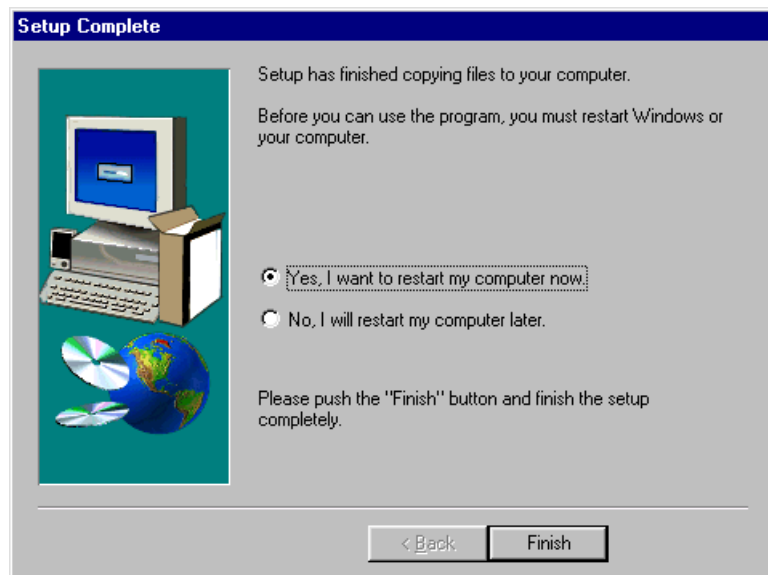 Setup Complete
Setup has finished copying files to your computer.
Before you can use the program, you must restart Windows or
your computer.
Yes, I want to restart my computer now.
No, I will restart my computer later.
Please push the "Finish" button and finish the setup
completely.
< Back
Finish